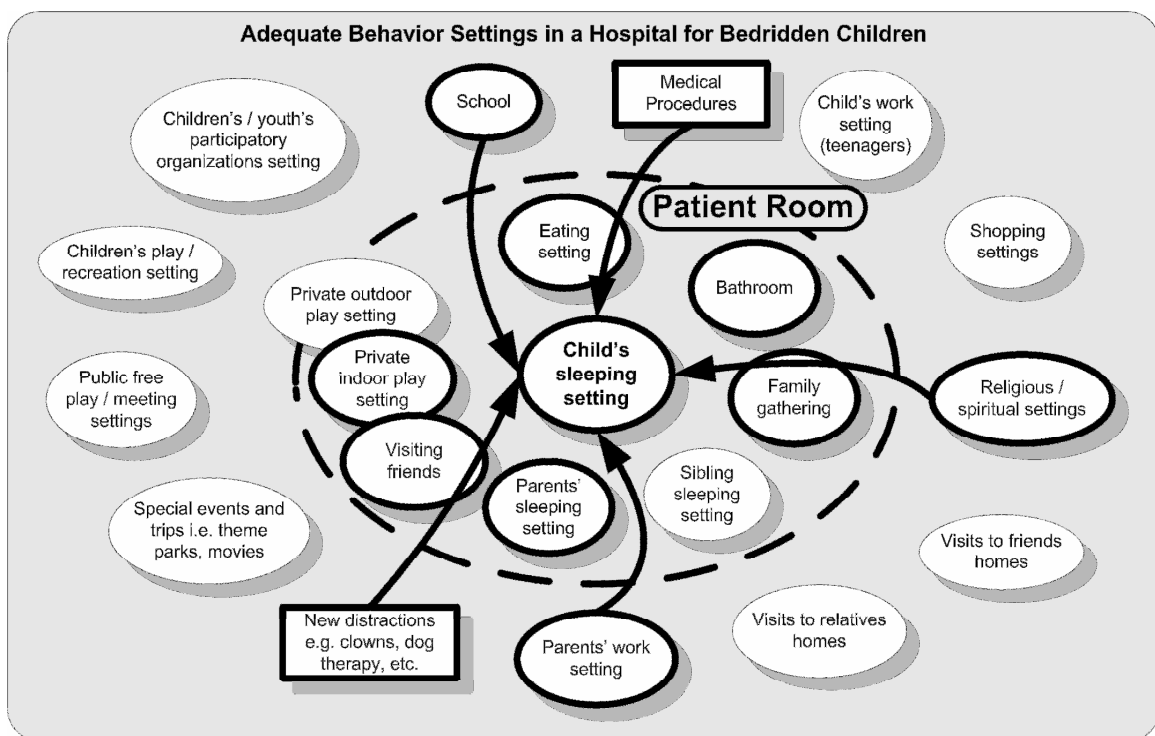 Adequate Behavior Settings in a Hospital for Bedridden Children
School
Medical
Procedures
Child's work
setting
(teenagers)
Children's / youth's
participatory
organizations setting
Patient Room
Eating
setting
Shopping
settings
Children's play /
recreation setting
Bathroom
Private outdoor
play setting
Child's
sleeping
setting
Private
indoor play
setting
Family
gathering
Religious /
spiritual settings
Public free
play / meeting
settings
Visiting
friends
Parents'
sleeping
setting
Sibling
sleeping
setting
Special events and
trips i.e. theme
parks, movies
Visits to friends
homes
New distractions
e.g. clowns, dog
therapy, etc.
Parents' work
setting
Visits to relatives
homes